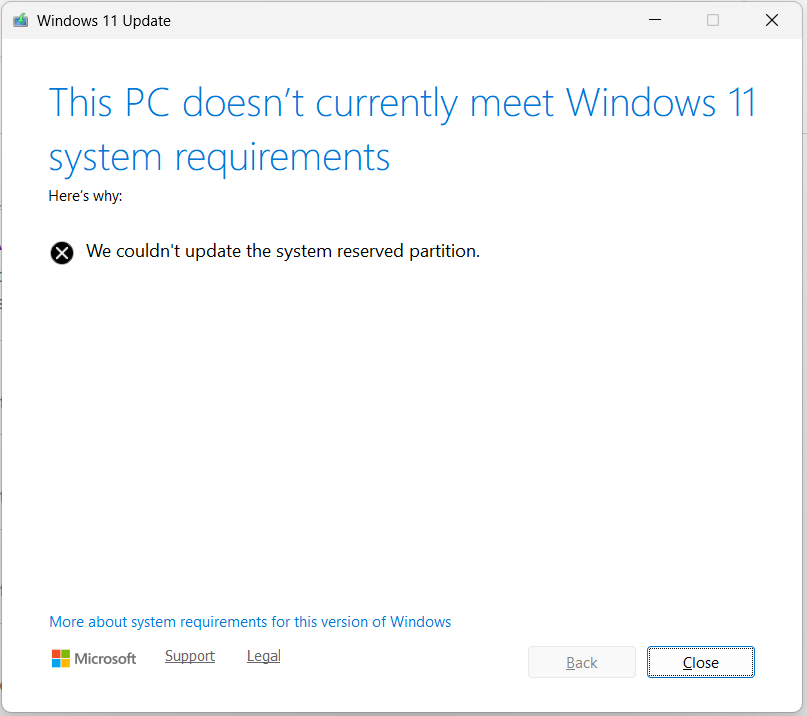 Windows 11 Update
This PC doesn’t currently meet Windows 11
system requirements
Here’s why:
We couldn't update the system reserved partition.
More about system requirements for this version of Windows
Microsoft Support Legal Back Close